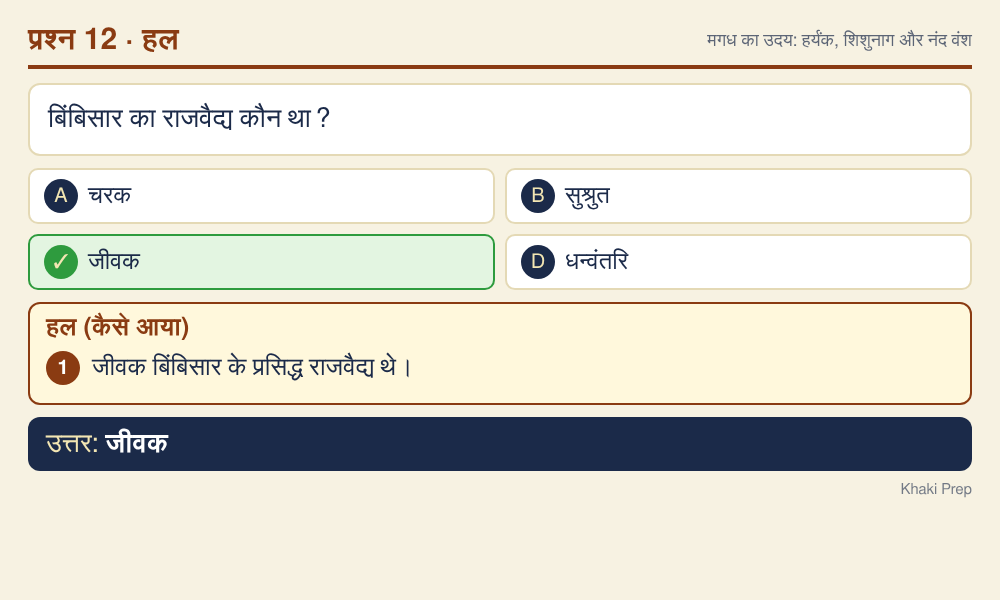 प्रश्न 12 · हल
मगध का उदय: हर्यंक, शिशुनाग और नंद वंश
बिंबिसार का राजवैद्य कौन था ?
A चरक
B सुश्रुत
✓ जीवक
D धन्वंतरि
हल (कैसे आया)
1 जीवक बिंबिसार के प्रसिद्ध राजवैद्य थे ।
उत्तर: जीवक
Khaki Prep